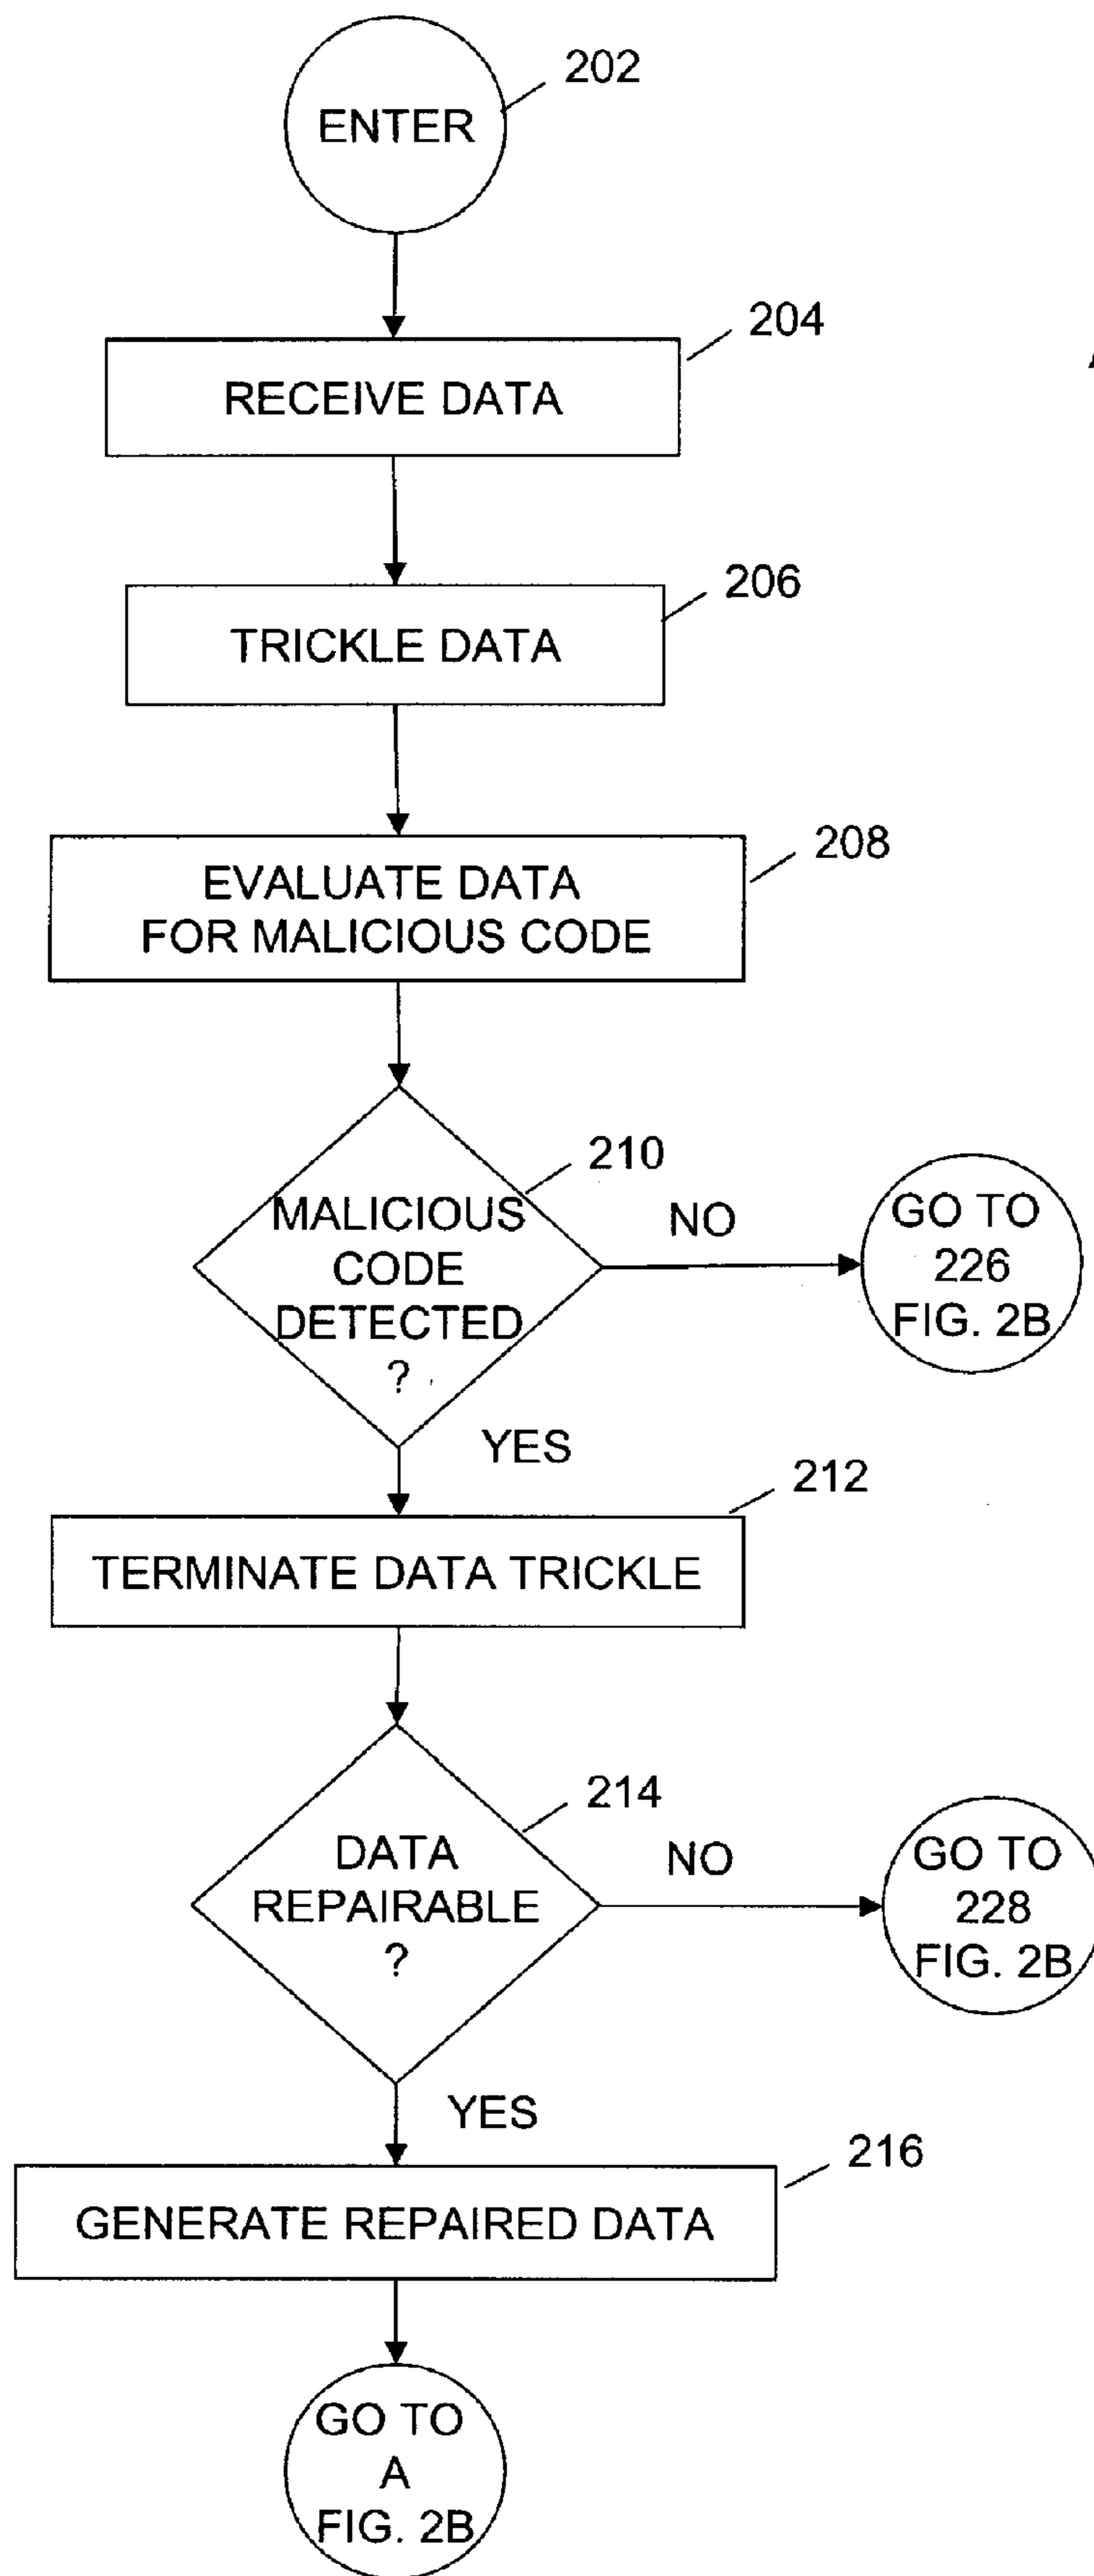 202
ENTER
204
RECEIVE DATA
206
TRICKLE DATA
208
EVALUATE DATA
FOR MALICIOUS CODE
210
MALICIOUS
CODE
DETECTED
?
NO
GO TO
226
FIG. 2B
YES
212
TERMINATE DATA TRICKLE
214
DATA
REPAIRABLE
?
NO
GO TO
228
FIG. 2B
YES
216
GENERATE REPAIRED DATA
GO TO
A
FIG. 2B